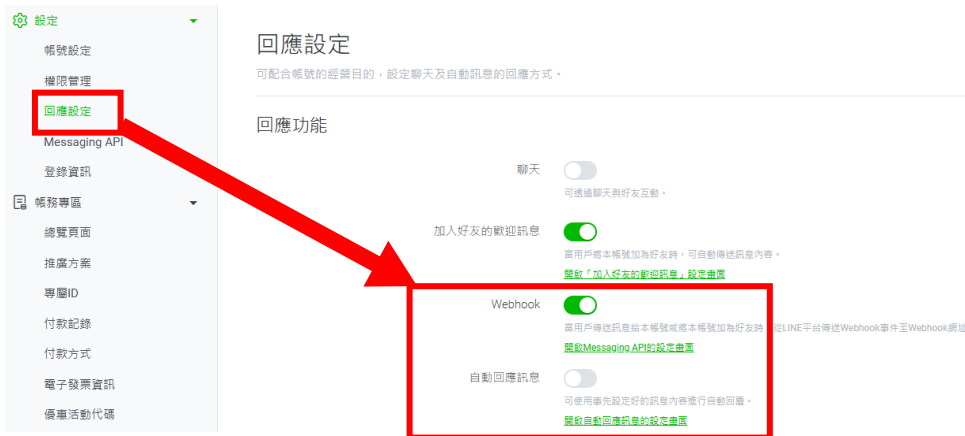 設定
帳號設定
權限管理
回應設定
Messaging API
登錄資訊
帳務專區
總覽頁面
推廣方案
專屬ID
付款記錄
付款方式
電子發票資訊
優惠活動代碼
回應設定
可配合帳號的經營目的，設定聊天及自動訊息的回應方式。
回應功能
聊天
可透過聊天與好友互動。
加入好友的歡迎訊息
當用戶將本帳號加為好友時，可自動傳送訊息內容。
開啟「加入好友的歡迎訊息」設定畫面
Webhook
當用戶傳送訊息給本帳號或將本帳號加為好友時 從LINE平台傳送Webhook事件至Webhook網址
開啟Messaging API的設定畫面
自動回應訊息
可使用事先設定好的訊息內容進行自動回覆。
開啟自動回應訊息的設定畫面